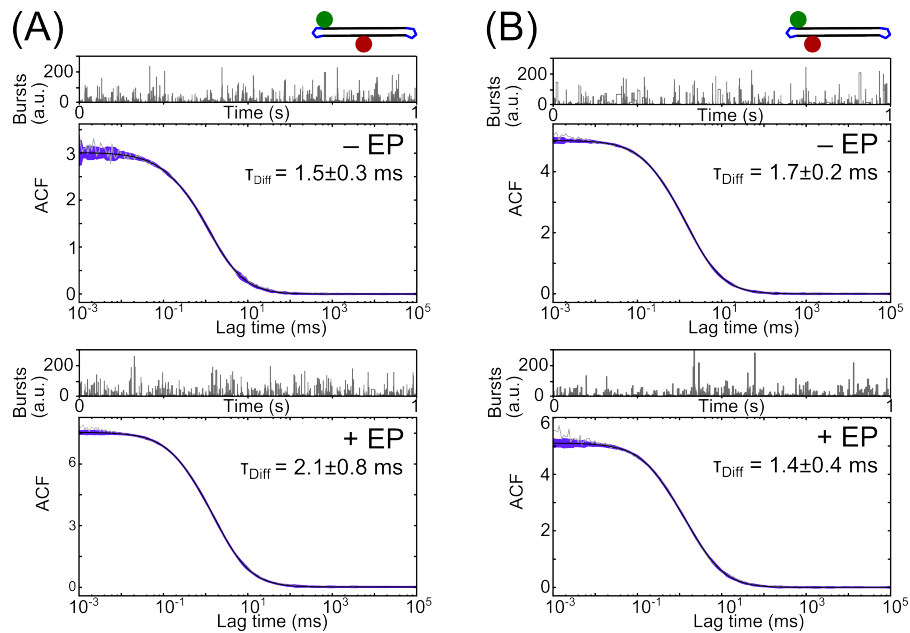 (A)
Bursts
(a.u.)
200
0
0
Time (s)
1
– EP
τDiff = 1.5±0.3 ms
ACF
3
2
1
0
10-3
10-1
101
103
105
Lag time (ms)
Bursts
(a.u.)
200
0
0
Time (s)
1
+ EP
τDiff = 2.1±0.8 ms
ACF
7
3
0
10-3
10-1
101
103
105
Lag time (ms)
(B)
Bursts
(a.u.)
200
0
0
Time (s)
1
– EP
τDiff = 1.7±0.2 ms
ACF
4
2
0
10-3
10-1
101
103
105
Lag time (ms)
Bursts
(a.u.)
200
0
0
Time (s)
1
+ EP
τDiff = 1.4±0.4 ms
ACF
6
4
2
0
10-3
10-1
101
103
105
Lag time (ms)